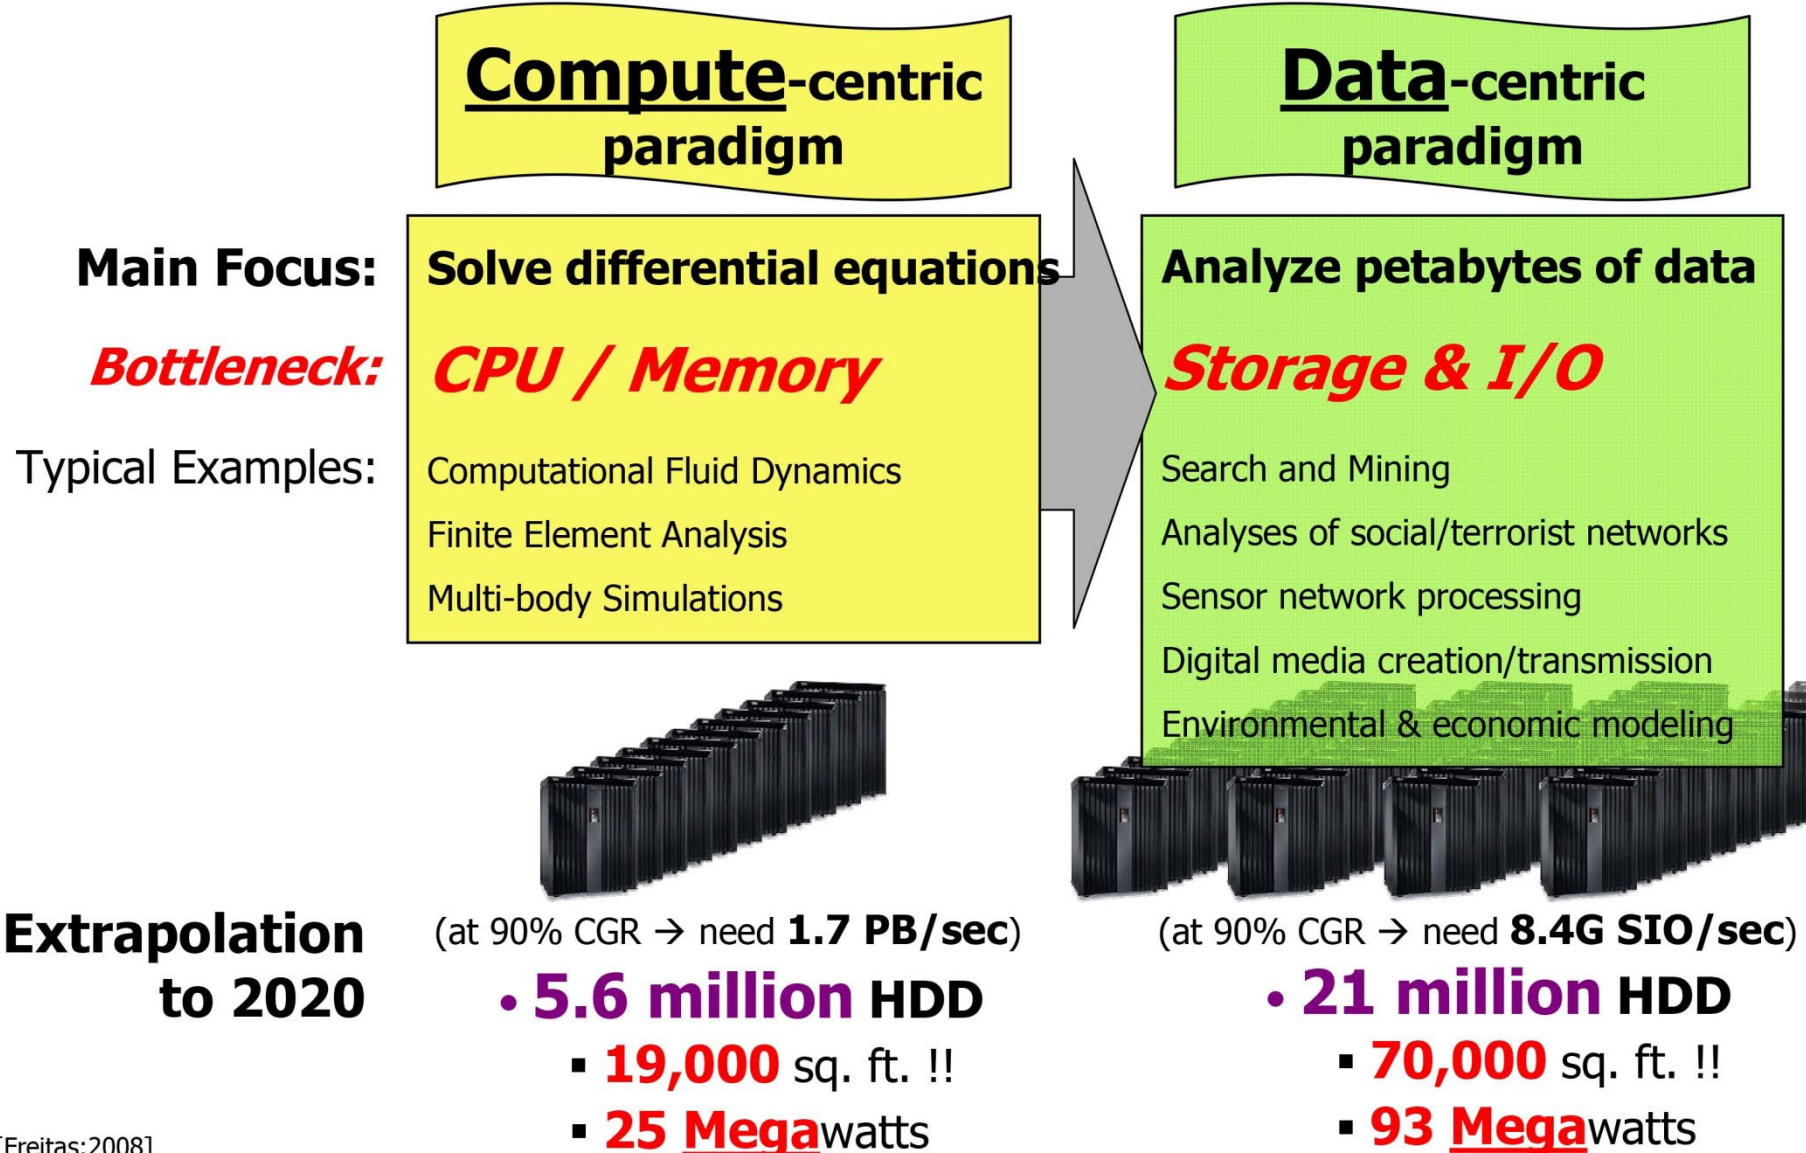 Compute-centric
paradigm
Data-centric
paradigm
Main Focus:
Solve differential equations
Analyze petabytes of data
Bottleneck:
CPU / Memory
Storage & I/O
Typical Examples:
Computational Fluid Dynamics
Finite Element Analysis
Multi-body Simulations
Search and Mining
Analyses of social/terrorist networks
Sensor network processing
Digital media creation/transmission
Environmental & economic modeling
Extrapolation
to 2020
(at 90% CGR → need 1.7 PB/sec)
• 5.6 million HDD
▪ 19,000 sq. ft. !!
▪ 25 Megawatts
(at 90% CGR → need 8.4G SIO/sec)
• 21 million HDD
▪ 70,000 sq. ft. !!
▪ 93 Megawatts
[Freitas:2008]